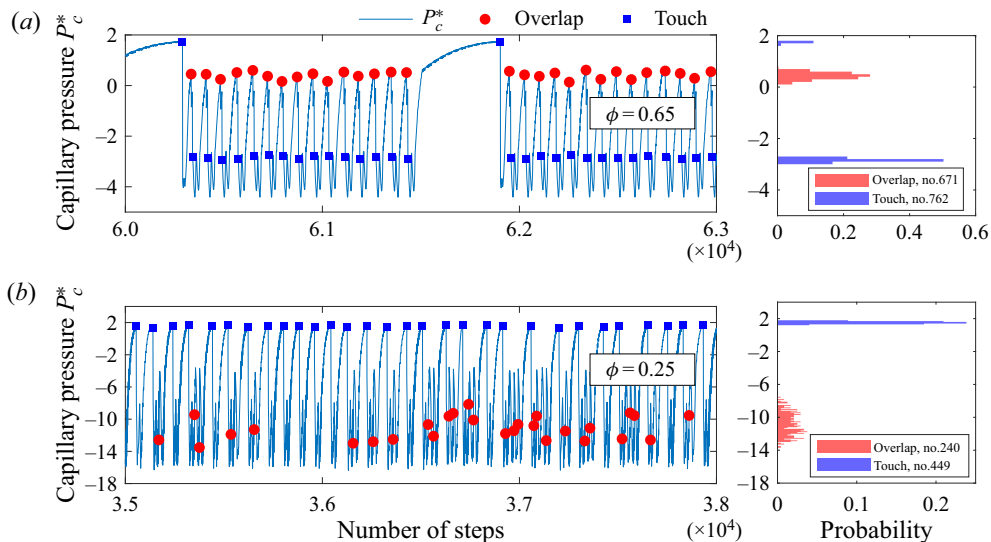 (a)
P*c Overlap Touch
Capillary pressure P*c
2
0
−2
−4
ϕ = 0.65
6.0 6.1 6.2 6.3
(×10⁴)
2
0
−2
−4
Overlap, no.671
Touch, no.762
0 0.2 0.4 0.6
(b)
Capillary pressure P*c
2
−2
−6
−10
−14
−18
ϕ = 0.25
3.5 3.6 3.7 3.8
Number of steps
(×10⁴)
2
−2
−6
−10
−14
−18
Overlap, no.240
Touch, no.449
0 0.1 0.2
Probability